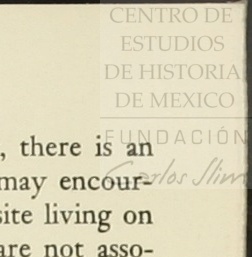 CENTRO DE
ESTUDIOS
DE HISTORIA
DE MEXICO
FUNDACIÓN
Carlos Slim
, there is an
may encour-
site living on
are not asso-